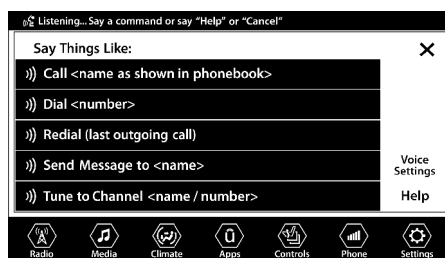 Listening... Say a command or say "Help" or "Cancel"
Say Things Like:
Call <name as shown in phonebook>
Dial <number>
Redial (last outgoing call)
Send Message to <name>
Voice
Settings
Tune to Channel <name / number>
Help
Radio
Media
Climate
Apps
Controls
Phone
Settings